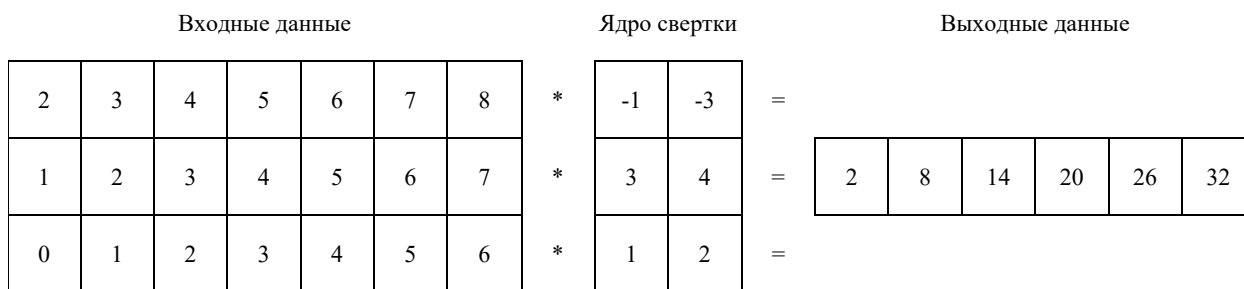 Входные данные Ядро свертки Выходные данные
2 3 4 5 6 7 8 * -1 -3 =
1 2 3 4 5 6 7 * 3 4 = 2 8 14 20 26 32
0 1 2 3 4 5 6 * 1 2 =